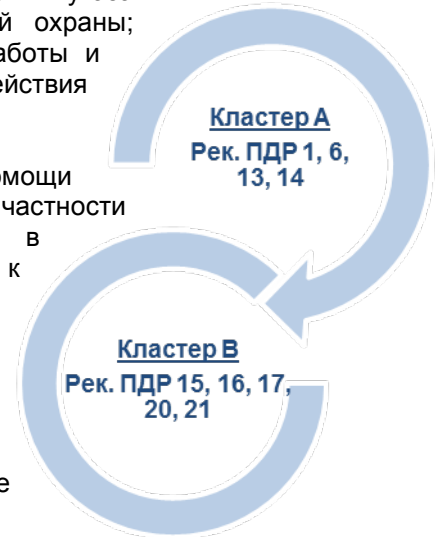 й охраны;
аботы и
ействия
Кластер А
Рек. ПДР 1, 6,
13, 14
омощи
частности
в
к
Кластер В
Рек. ПДР 15, 16, 17,
20, 21
е